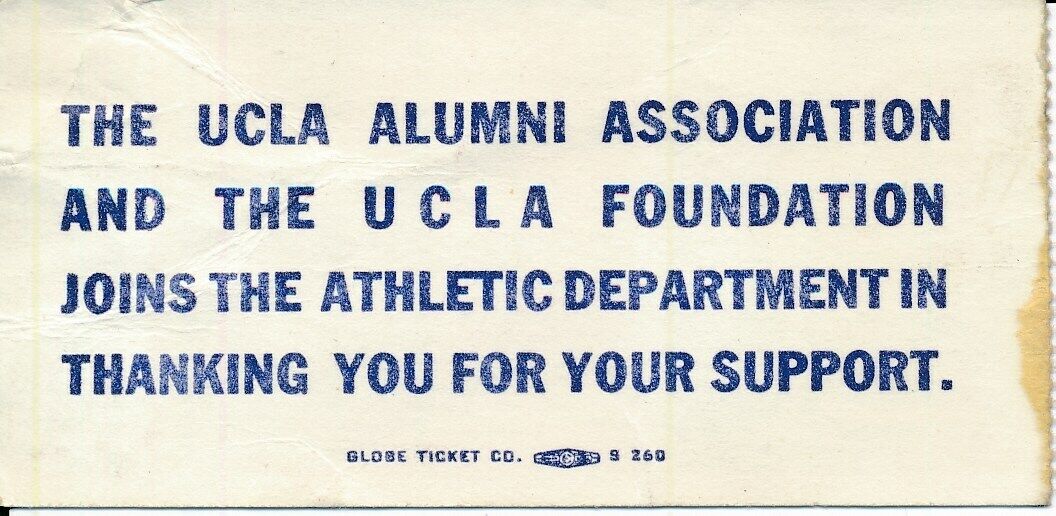 THE UCLA ALUMNI ASSOCIATION
AND THE U C L A FOUNDATION
JOINS THE ATHLETIC DEPARTMENT IN
THANKING YOU FOR YOUR SUPPORT.
GLOBE TICKET CO. S 260